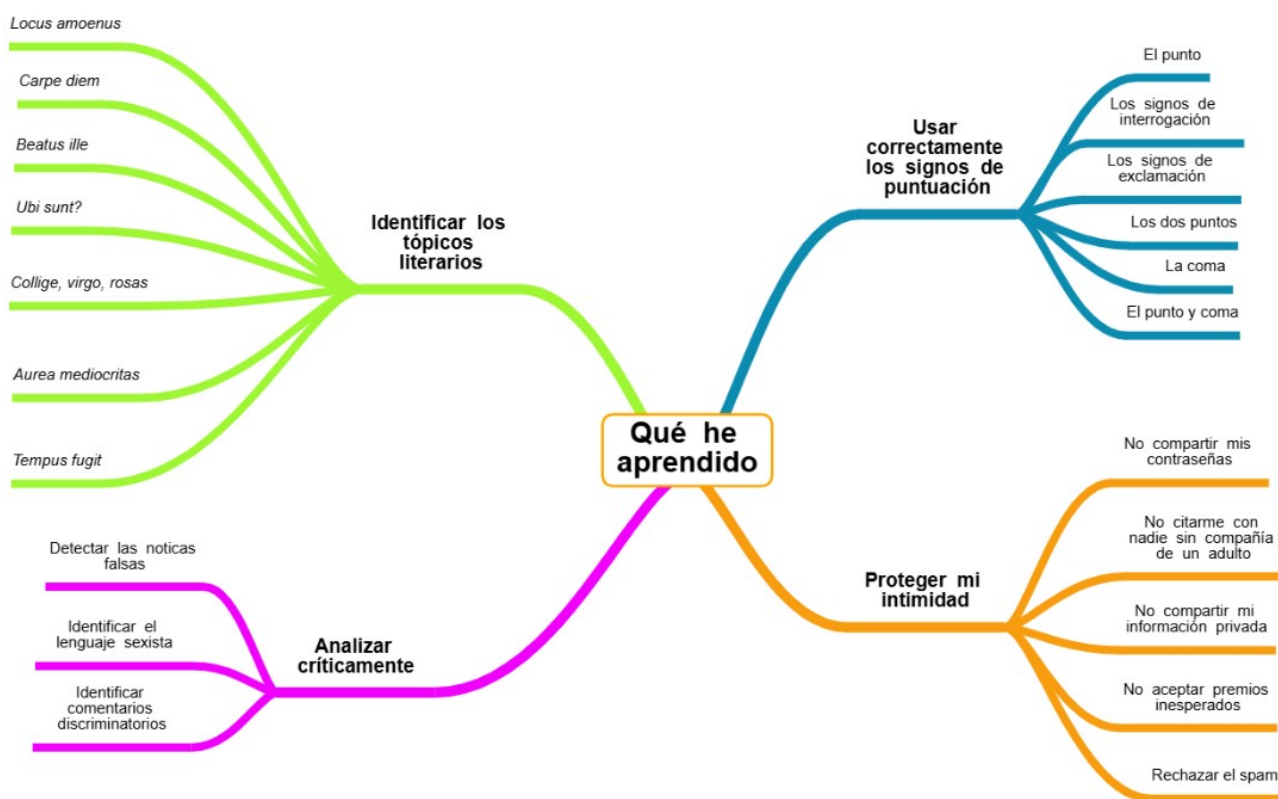 Qué he
aprendido
Identificar los
tópicos
literarios
Locus amoenus
Carpe diem
Beatus ille
Ubi sunt?
Collige, virgo, rosas
Aurea mediocritas
Tempus fugit
Usar
correctamente
los signos de
puntuación
El punto
Los signos de
interrogación
Los signos de
exclamación
Los dos puntos
La coma
El punto y coma
Analizar
críticamente
Detectar las noticas
falsas
Identificar el
lenguaje sexista
Identificar
comentarios
discriminatorios
Proteger mi
intimidad
No compartir mis
contraseñas
No citarme con
nadie sin compañía
de un adulto
No compartir mi
información privada
No aceptar premios
inesperados
Rechazar el spam